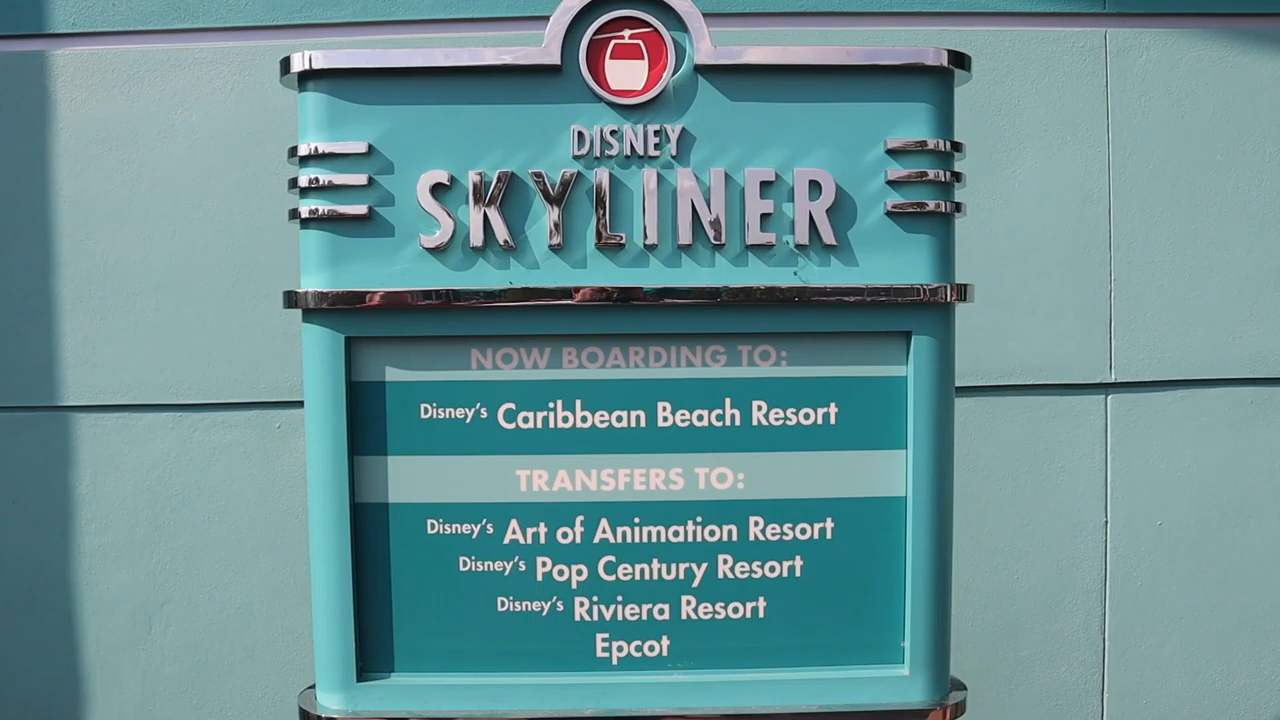 DISNEY
SKYLINER
NOW BOARDING TO:
Disney's Caribbean Beach Resort
TRANSFERS TO:
Disney's Art of Animation Resort
Disney's Pop Century Resort
Disney's Riviera Resort
Epcot